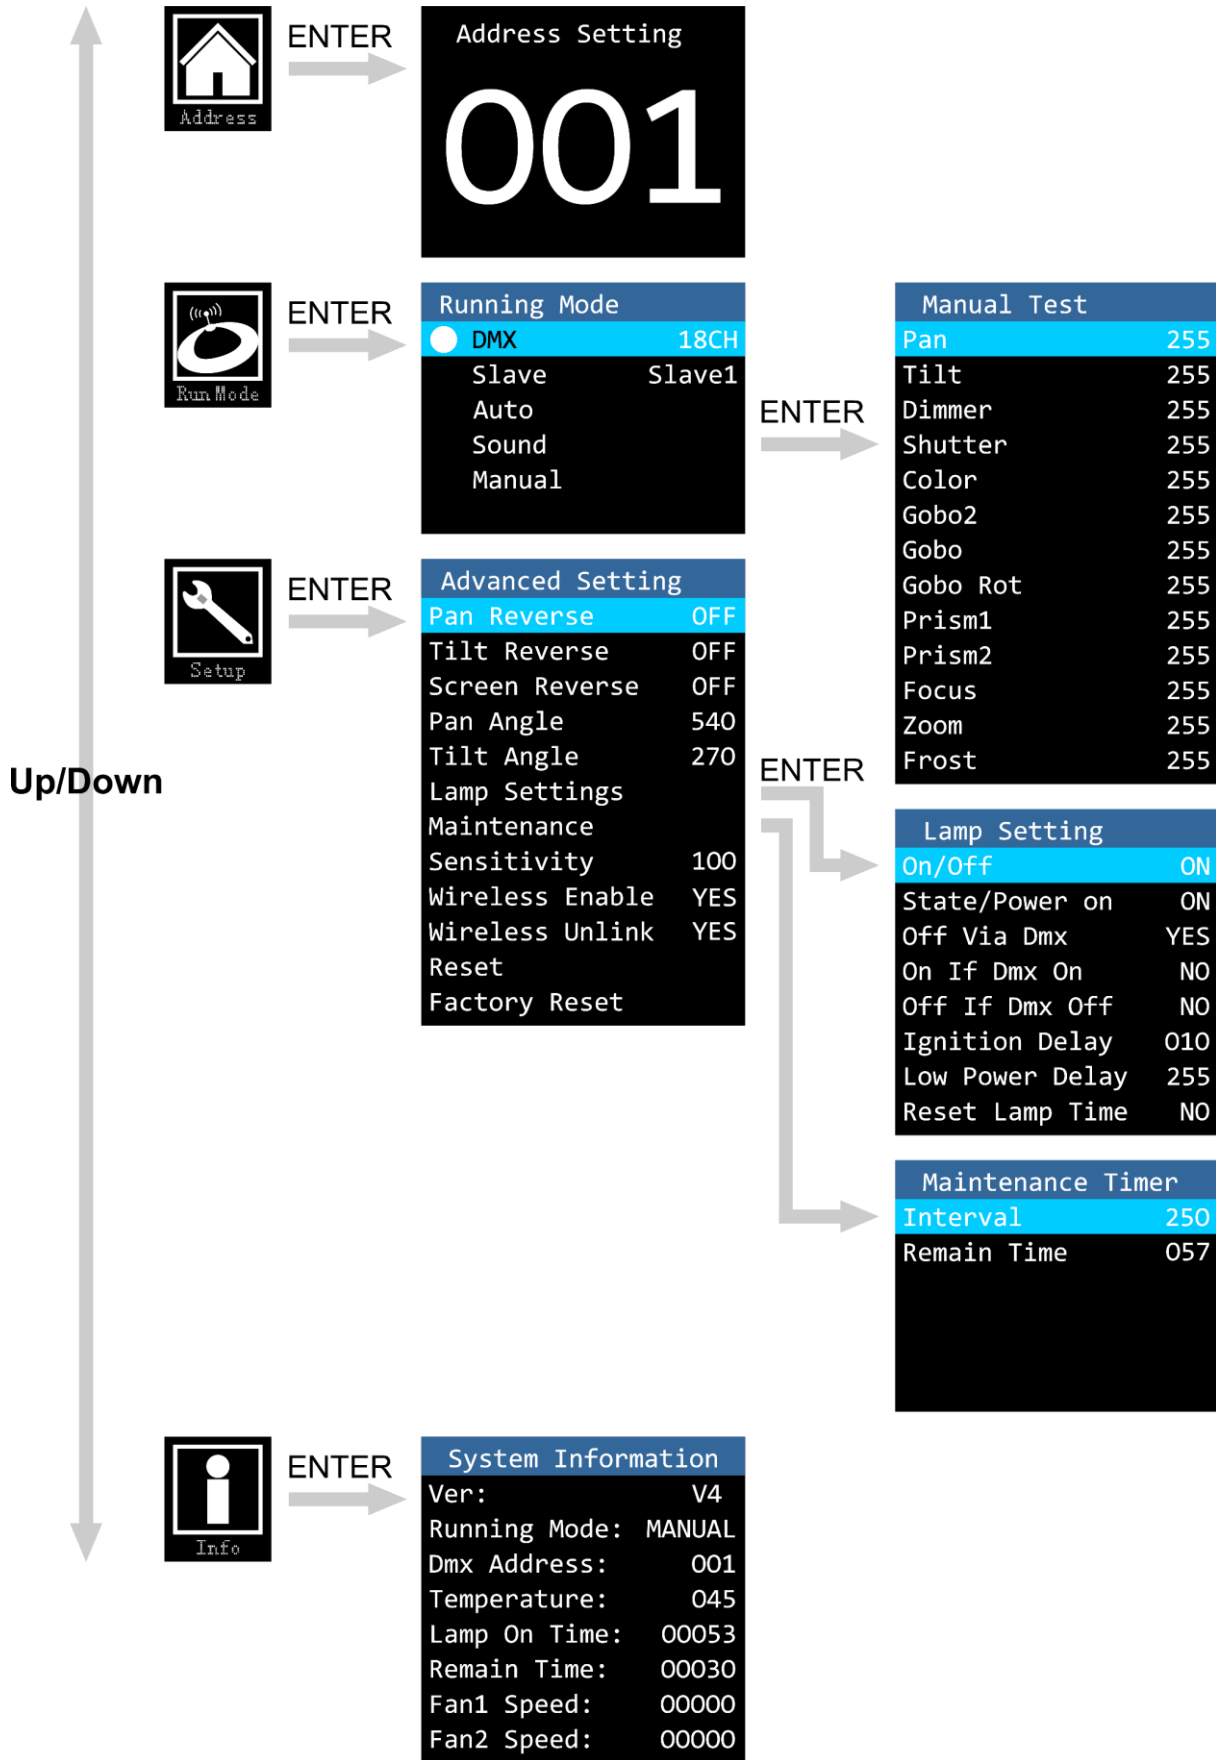 ENTER
Address
Address Setting
001
ENTER
Run Mode
Running Mode
DMX 18CH
Slave Slave1
Auto
Sound
Manual
ENTER
Manual Test
Pan 255
Tilt 255
Dimmer 255
Shutter 255
Color 255
Gobo2 255
Gobo 255
Gobo Rot 255
Prism1 255
Prism2 255
Focus 255
Zoom 255
Frost 255
ENTER
Setup
Advanced Setting
Pan Reverse OFF
Tilt Reverse OFF
Screen Reverse OFF
Pan Angle 540
Tilt Angle 270
Lamp Settings
Maintenance
Sensitivity 100
Wireless Enable YES
Wireless Unlink YES
Reset
Factory Reset
Up/Down
ENTER
Lamp Setting
On/Off ON
State/Power on ON
Off Via Dmx YES
On If Dmx On NO
Off If Dmx Off NO
Ignition Delay 010
Low Power Delay 255
Reset Lamp Time NO
Maintenance Timer
Interval 250
Remain Time 057
ENTER
Info
System Information
Ver: V4
Running Mode: MANUAL
Dmx Address: 001
Temperature: 045
Lamp On Time: 00053
Remain Time: 00030
Fan1 Speed: 00000
Fan2 Speed: 00000